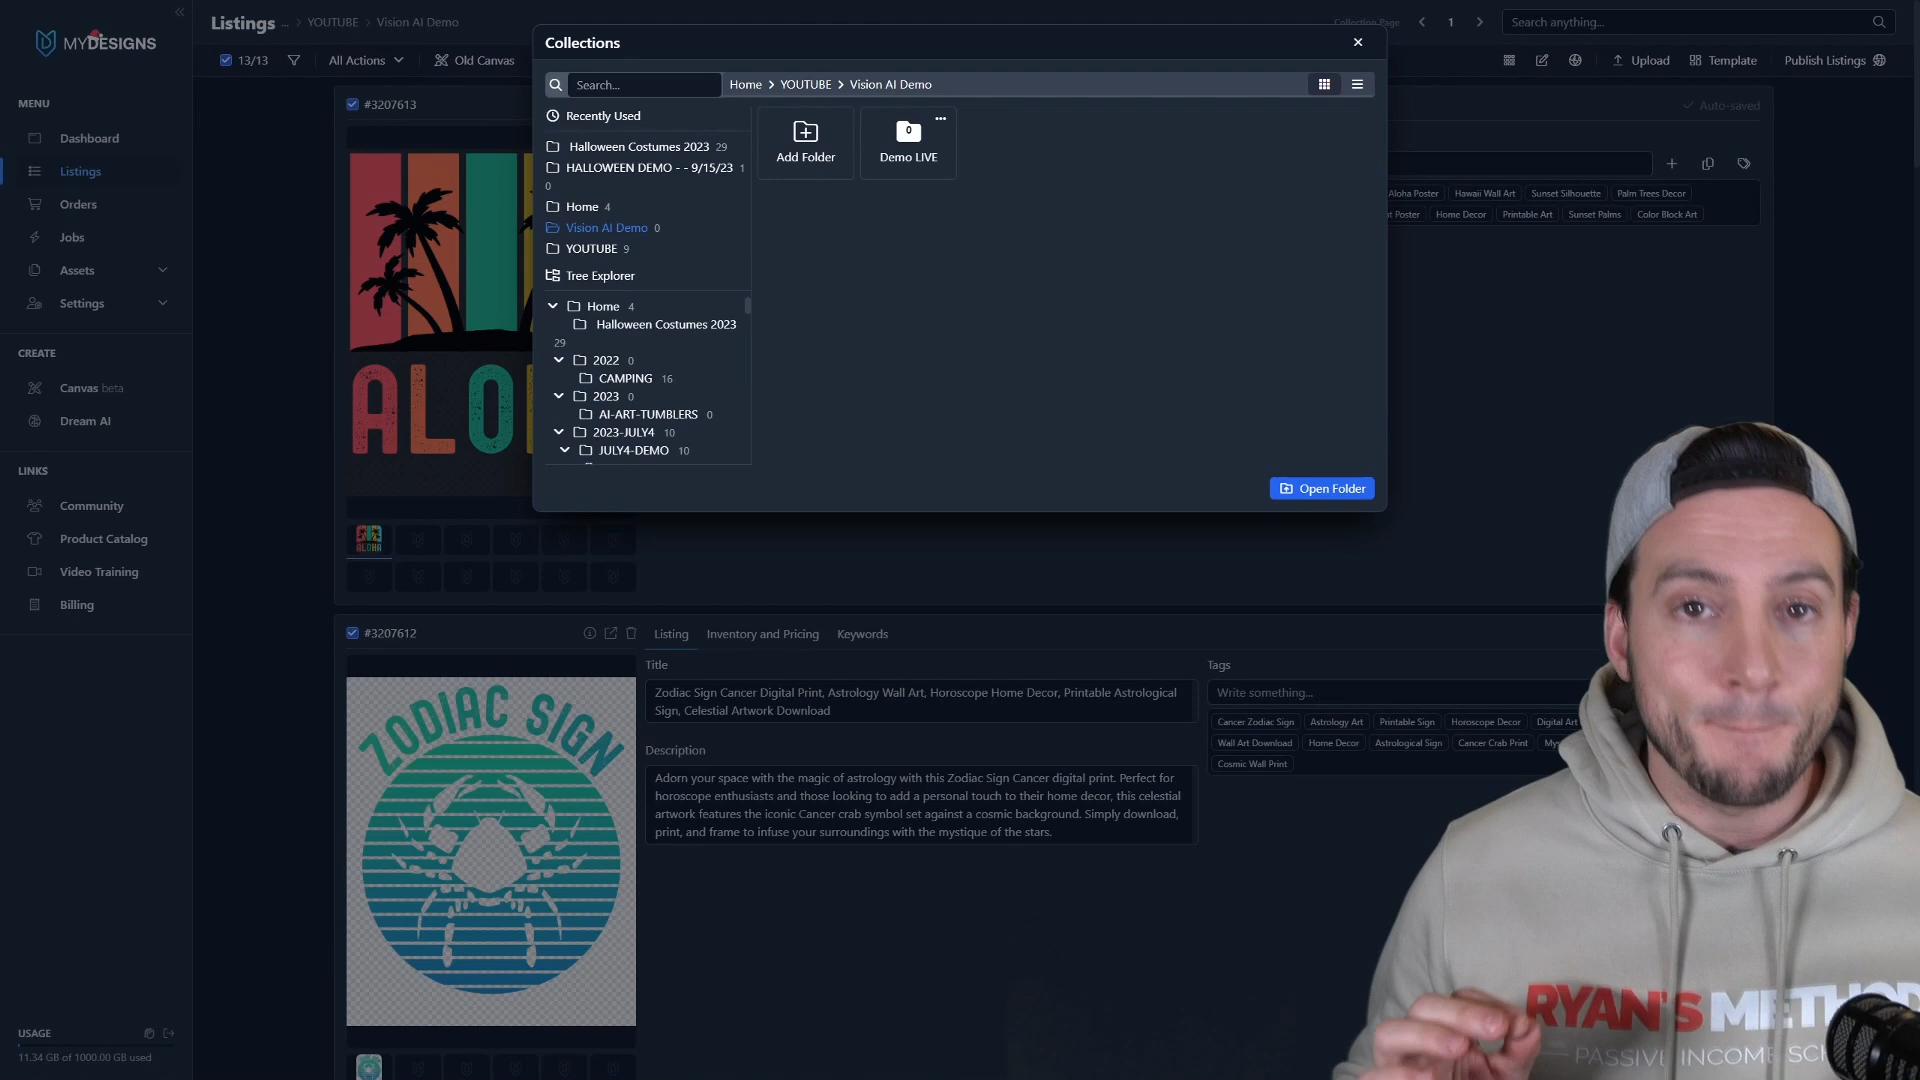 MYDESIGNS
MENU
Dashboard
Listings
Orders
Jobs
Assets
Settings
CREATE
Canvas beta
Dream AI
LINKS
Community
Product Catalog
Video Training
Billing
USAGE
11.34 GB of 1000.00 GB used
Listings ... > YOUTUBE > Vision AI Demo
Collection Page
1
Search anything...
13/13
All Actions
Old Canvas
Upload
Template
Publish Listings
#3207613
Auto-saved
ALOHA
Aloha Poster
Hawaii Wall Art
Sunset Silhouette
Palm Trees Decor
Poster
Home Decor
Printable Art
Sunset Palms
Color Block Art
Collections
Search...
Home > YOUTUBE > Vision AI Demo
Recently Used
Halloween Costumes 2023 29
HALLOWEEN DEMO - - 9/15/23 1
0
Home 4
Vision AI Demo 0
YOUTUBE 9
Tree Explorer
Home 4
Halloween Costumes 2023
29
2022 0
CAMPING 16
2023 0
AI-ART-TUMBLERS 0
2023-JULY4 10
JULY4-DEMO 10
Add Folder
0
Demo LIVE
Open Folder
#3207612
Listing
Inventory and Pricing
Keywords
Title
Zodiac Sign Cancer Digital Print, Astrology Wall Art, Horoscope Home Decor, Printable Astrological
Sign, Celestial Artwork Download
Description
Adorn your space with the magic of astrology with this Zodiac Sign Cancer digital print. Perfect for
horoscope enthusiasts and those looking to add a personal touch to their home decor, this celestial
artwork features the iconic Cancer crab symbol set against a cosmic background. Simply download,
print, and frame to infuse your surroundings with the mystique of the stars.
Tags
Write something...
Cancer Zodiac Sign
Astrology Art
Printable Sign
Horoscope Decor
Digital Art
Wall Art Download
Home Decor
Astrological Sign
Cancer Crab Print
Cosmic Wall Print
ZODIAC SIGN
RYAN'S METHOD
PASSIVE INCOME SCH